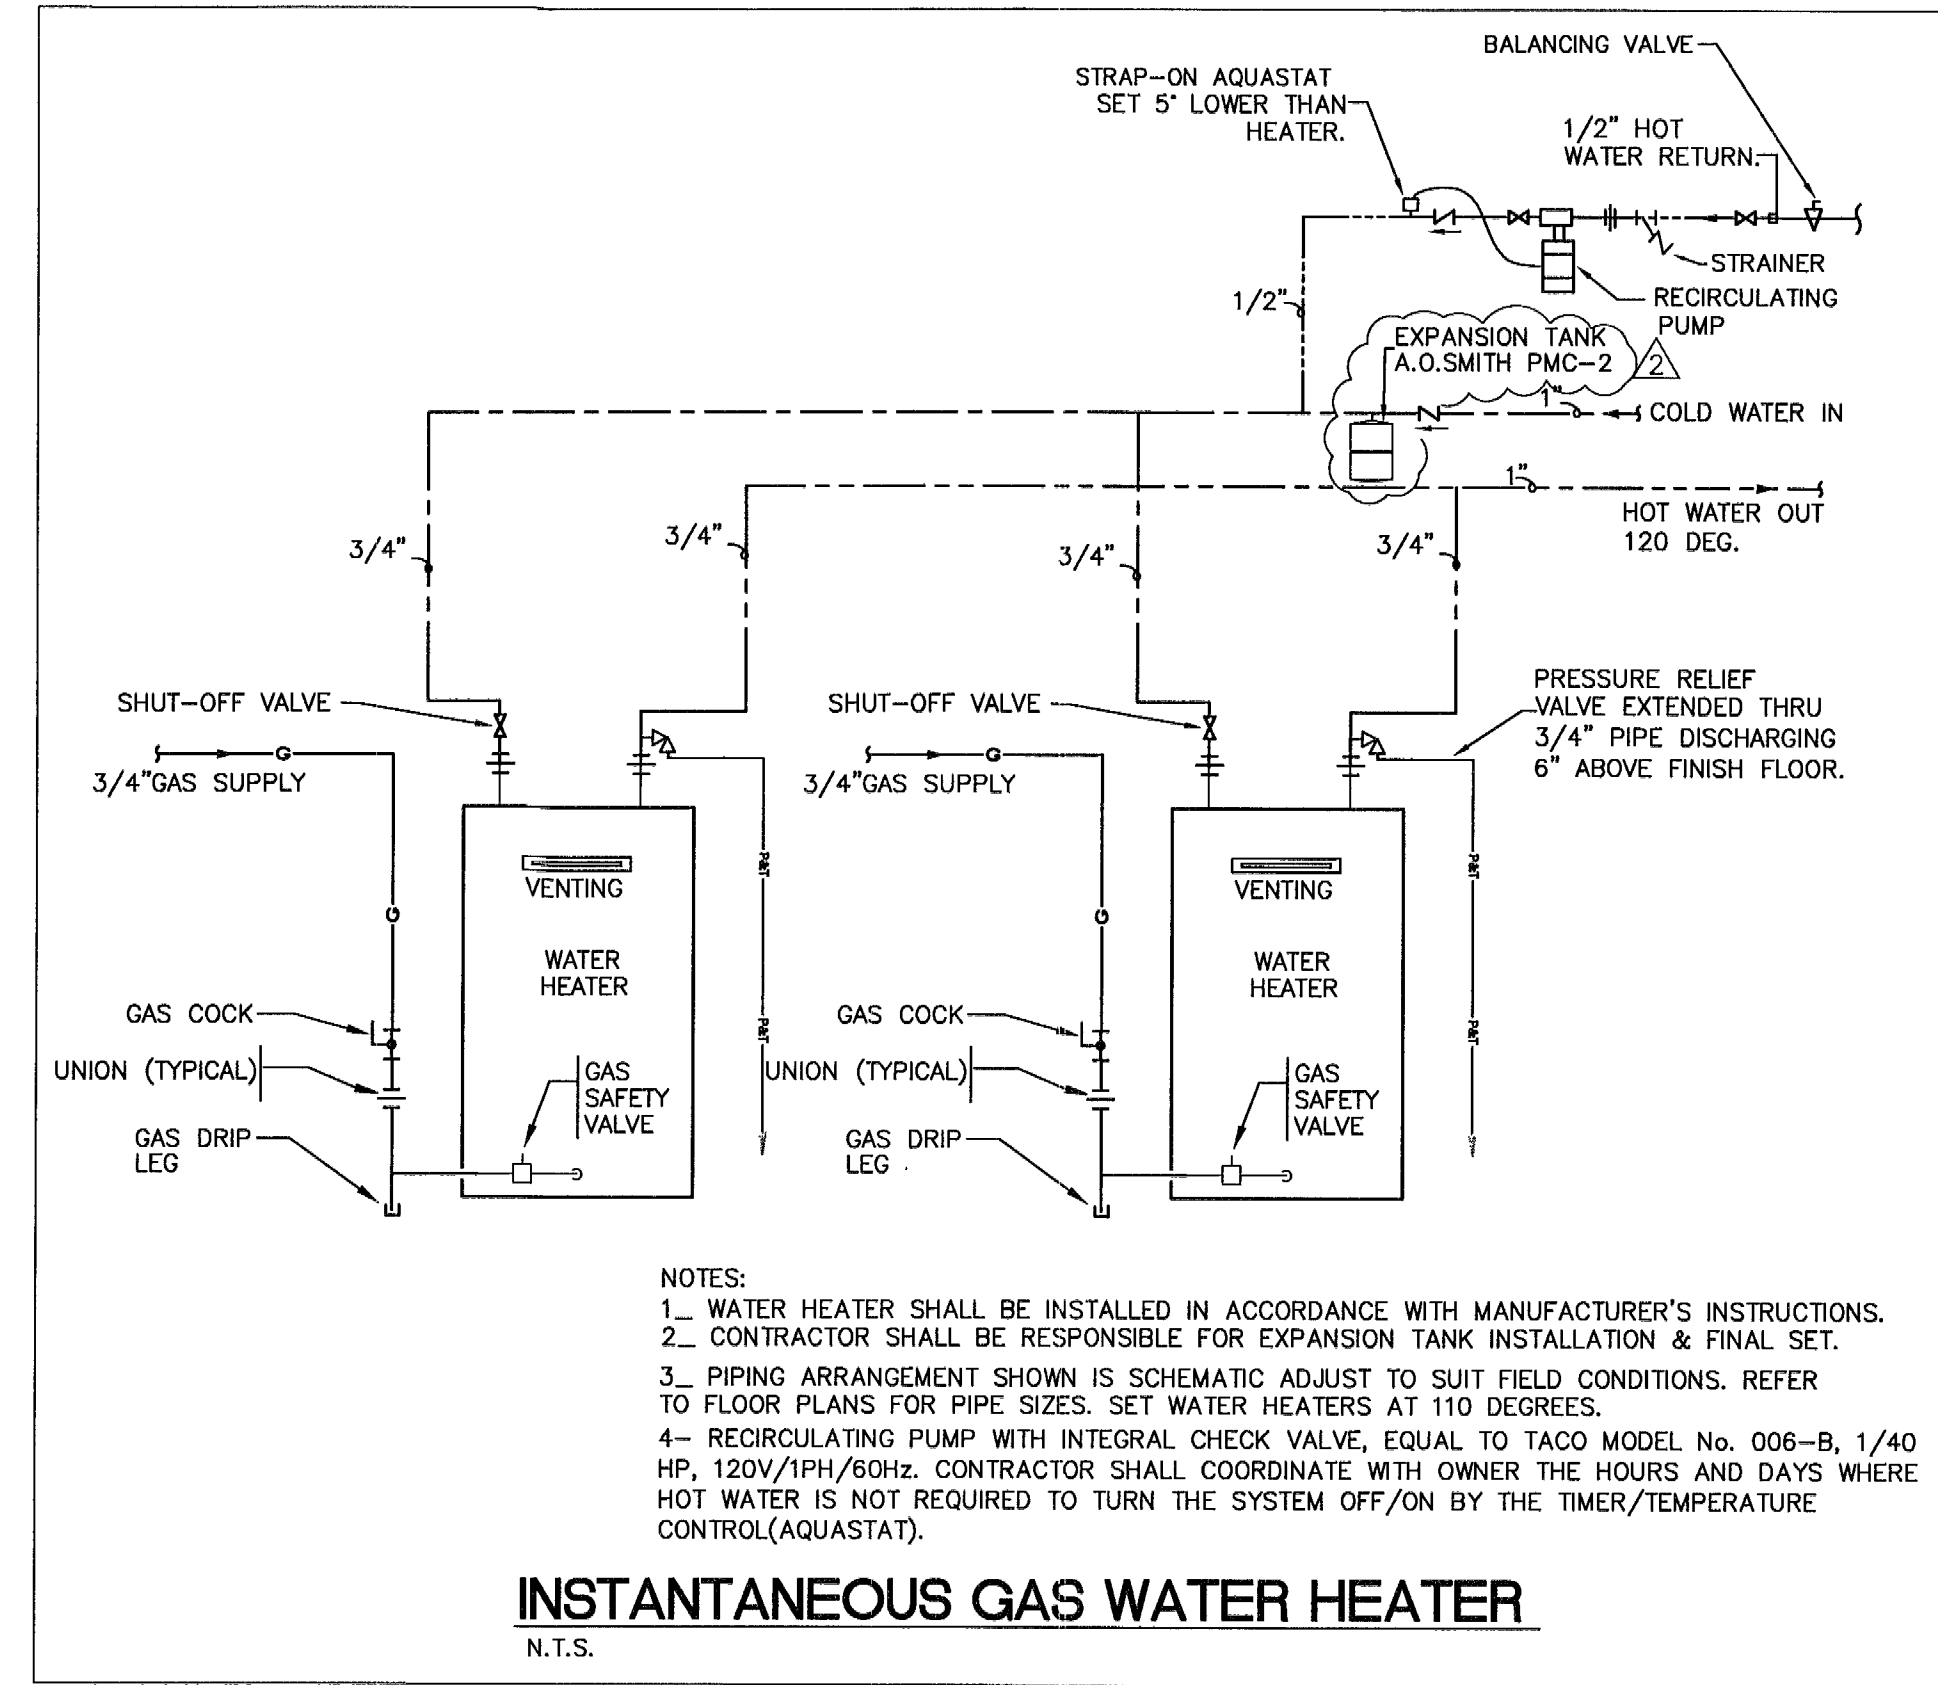 BALANCING VALVE
STRAP-ON AQUASTAT
SET 5° LOWER THAN
HEATER.
1/2" HOT
WATER RETURN.
STRAINER
RECIRCULATING
PUMP
1/2"
EXPANSION TANK
A.O.SMITH PMC-2
2
1"
COLD WATER IN
1"
HOT WATER OUT
120 DEG.
3/4"
3/4"
3/4"
3/4"
SHUT-OFF VALVE
SHUT-OFF VALVE
PRESSURE RELIEF
VALVE EXTENDED THRU
3/4" PIPE DISCHARGING
6" ABOVE FINISH FLOOR.
G
3/4"GAS SUPPLY
G
3/4"GAS SUPPLY
VENTING
P&T
VENTING
P&T
G
G
WATER
HEATER
WATER
HEATER
GAS COCK
P&T
GAS COCK
P&T
UNION (TYPICAL)
GAS
SAFETY
VALVE
UNION (TYPICAL)
GAS
SAFETY
VALVE
GAS DRIP
LEG
GAS DRIP
LEG
NOTES:
1_ WATER HEATER SHALL BE INSTALLED IN ACCORDANCE WITH MANUFACTURER'S INSTRUCTIONS.
2_ CONTRACTOR SHALL BE RESPONSIBLE FOR EXPANSION TANK INSTALLATION & FINAL SET.
3_ PIPING ARRANGEMENT SHOWN IS SCHEMATIC ADJUST TO SUIT FIELD CONDITIONS. REFER
TO FLOOR PLANS FOR PIPE SIZES. SET WATER HEATERS AT 110 DEGREES.
4- RECIRCULATING PUMP WITH INTEGRAL CHECK VALVE, EQUAL TO TACO MODEL No. 006-B, 1/40
HP, 120V/1PH/60Hz. CONTRACTOR SHALL COORDINATE WITH OWNER THE HOURS AND DAYS WHERE
HOT WATER IS NOT REQUIRED TO TURN THE SYSTEM OFF/ON BY THE TIMER/TEMPERATURE
CONTROL(AQUASTAT).
INSTANTANEOUS GAS WATER HEATER
N.T.S.